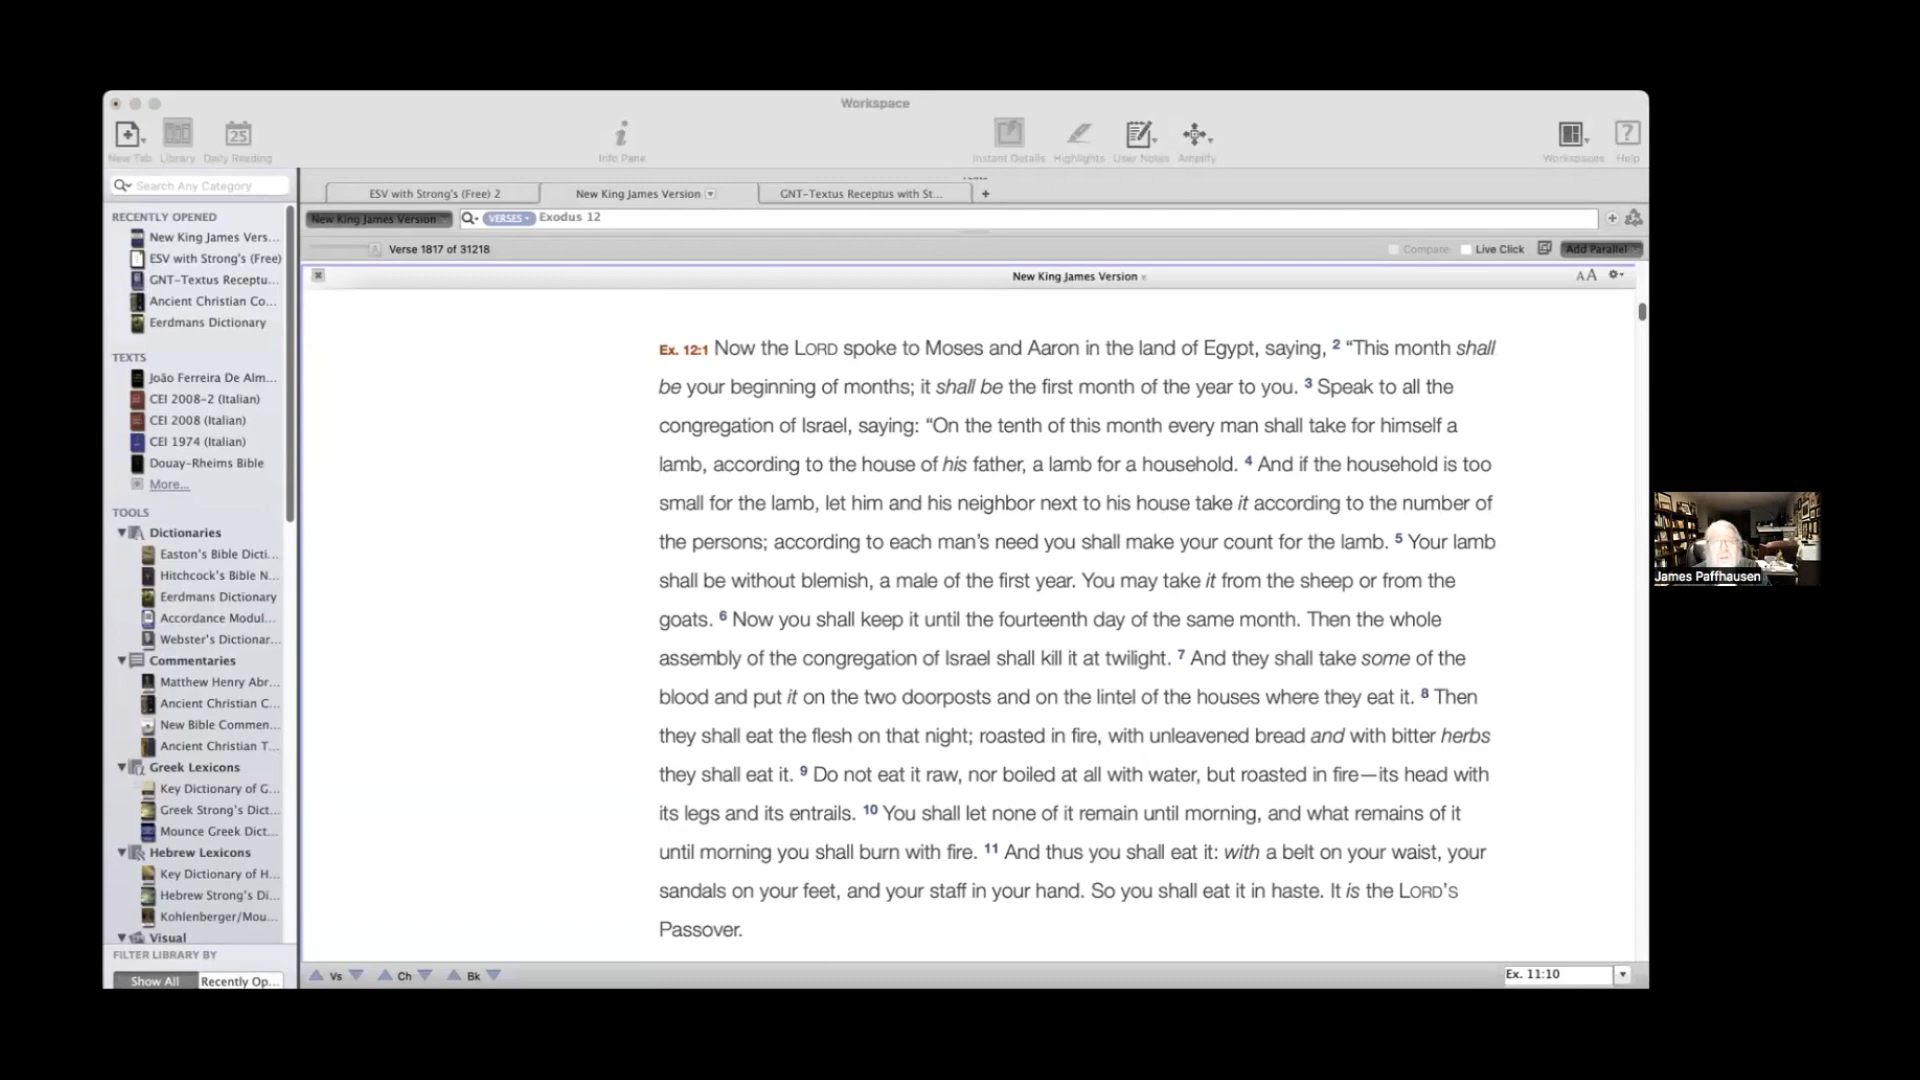 Workspace
25
New Tab Library Daily Reading Info Pane Instant Details Highlights User Notes Amplify Workspaces Help
Search Any Category
ESV with Strong's (Free) 2 New King James Version GNT-Textus Receptus with St... +
New King James Version VERSES Exodus 12
Verse 1817 of 31218 Compare Live Click Add Parallel
New King James Version AA
RECENTLY OPENED
New King James Vers...
ESV with Strong's (Free)
GNT-Textus Receptu...
Ancient Christian Co...
Eerdmans Dictionary
TEXTS
João Ferreira De Alm...
CEI 2008-2 (Italian)
CEI 2008 (Italian)
CEI 1974 (Italian)
Douay-Rheims Bible
More...
TOOLS
Dictionaries
Easton's Bible Dicti...
Hitchcock's Bible N...
Eerdmans Dictionary
Accordance Modul...
Webster's Dictionar...
Commentaries
Matthew Henry Abr...
Ancient Christian C...
New Bible Commen...
Ancient Christian T...
Greek Lexicons
Key Dictionary of G...
Greek Strong's Dict...
Mounce Greek Dict...
Hebrew Lexicons
Key Dictionary of H...
Hebrew Strong's Di...
Kohlenberger/Mou...
Visual
FILTER LIBRARY BY
Show All Recently Op...
Ex. 12:1 Now the LORD spoke to Moses and Aaron in the land of Egypt, saying, 2 “This month shall
be your beginning of months; it shall be the first month of the year to you. 3 Speak to all the
congregation of Israel, saying: “On the tenth of this month every man shall take for himself a
lamb, according to the house of his father, a lamb for a household. 4 And if the household is too
small for the lamb, let him and his neighbor next to his house take it according to the number of
the persons; according to each man’s need you shall make your count for the lamb. 5 Your lamb
shall be without blemish, a male of the first year. You may take it from the sheep or from the
goats. 6 Now you shall keep it until the fourteenth day of the same month. Then the whole
assembly of the congregation of Israel shall kill it at twilight. 7 And they shall take some of the
blood and put it on the two doorposts and on the lintel of the houses where they eat it. 8 Then
they shall eat the flesh on that night; roasted in fire, with unleavened bread and with bitter herbs
they shall eat it. 9 Do not eat it raw, nor boiled at all with water, but roasted in fire—its head with
its legs and its entrails. 10 You shall let none of it remain until morning, and what remains of it
until morning you shall burn with fire. 11 And thus you shall eat it: with a belt on your waist, your
sandals on your feet, and your staff in your hand. So you shall eat it in haste. It is the LORD’S
Passover.
Vs Ch Bk Ex. 11:10
James Paffhausen